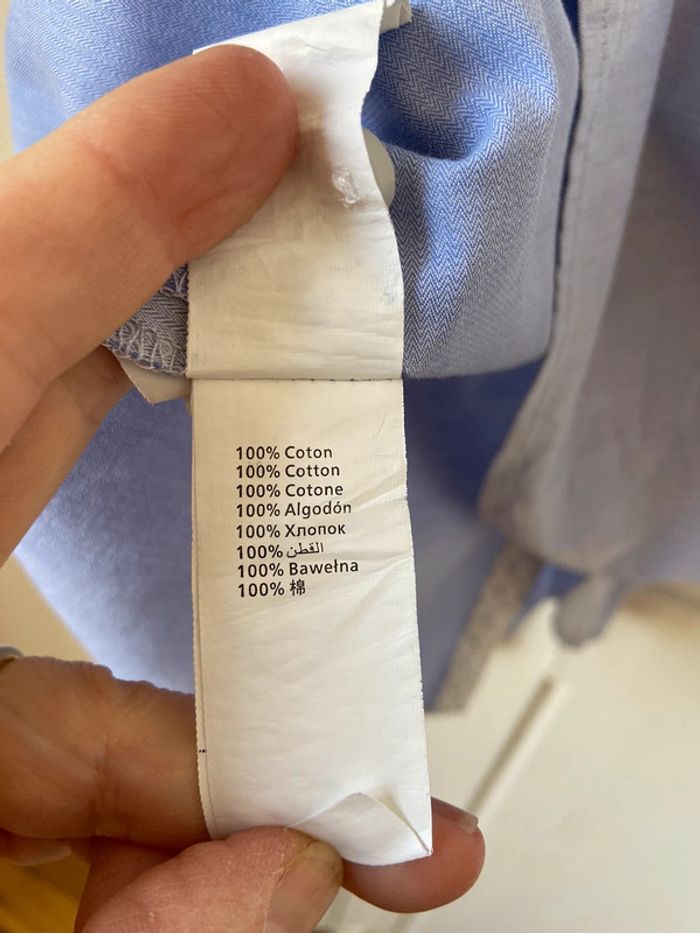 100% Coton
100% Cotton
100% Cotone
100% Algodón
100% Хлопок
100% القطن
100% Bawełna
100% 棉